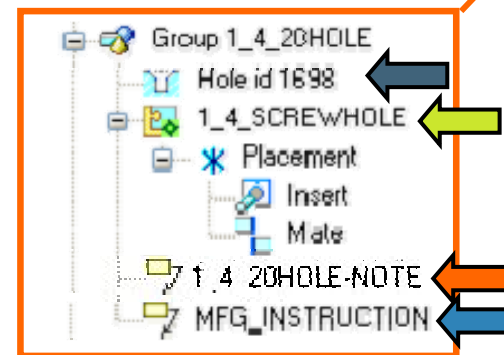 Group 1_4_20HOLE
Hole id 1698
1_4_SCREWHOLE
Placement
Insert
Mate
1_4_20HOLE-NOTE
MFG_INSTRUCTION